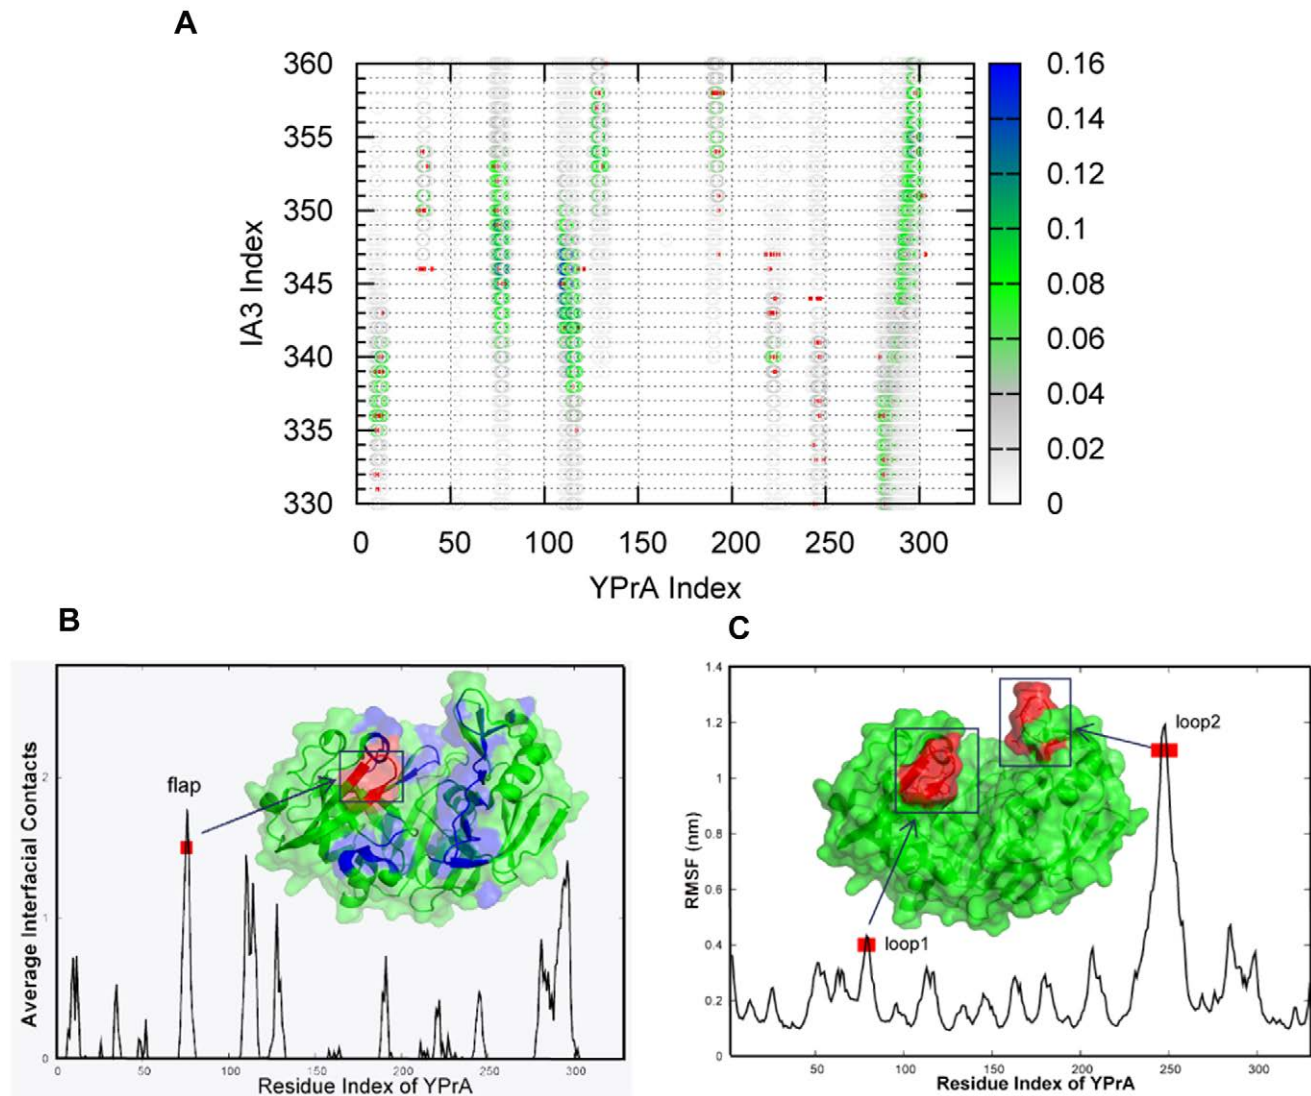 A
360
355
350
345
340
335
330
IA3 Index
0 50 100 150 200 250 300
YPrA Index
0.16
0.14
0.12
0.1
0.08
0.06
0.04
0.02
0
B
Average Interfacial Contacts
2
1
0
flap
0 50 100 150 200 250 300
Residue Index of YPrA
C
RMSF (nm)
1.4
1.2
1
0.8
0.6
0.4
0.2
0
loop2
loop1
50 100 150 200 250 300
Residue Index of YPrA